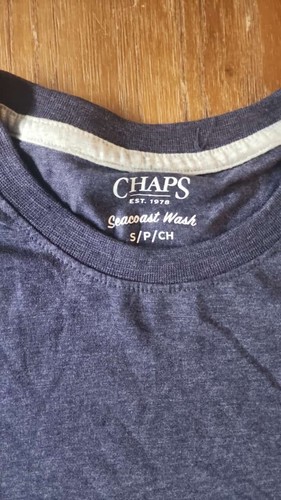 CHAPS
EST. 1978
Seacoast Wash
S/P/CH